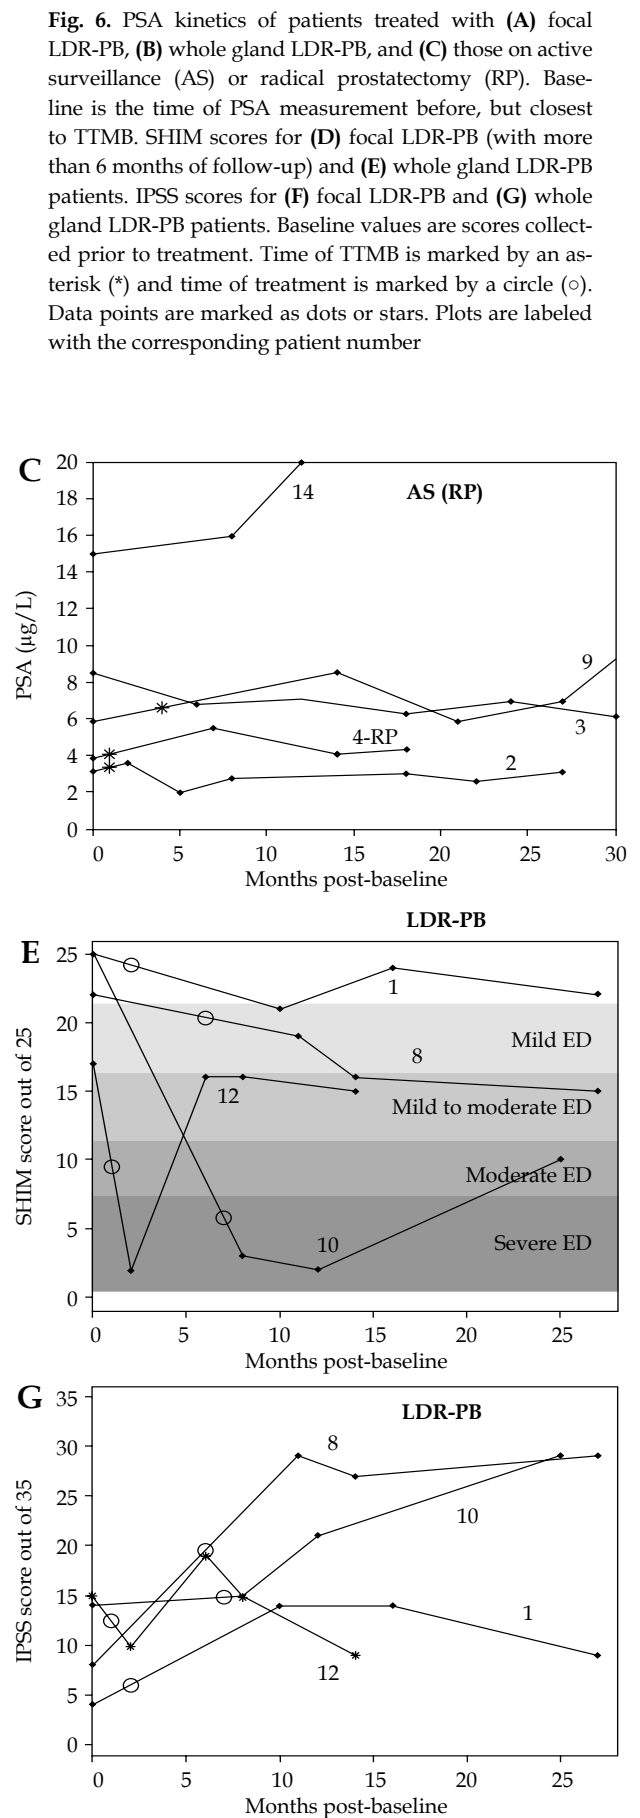 Fig. 6. PSA kinetics of patients treated with (A) focal
LDR-PB, (B) whole gland LDR-PB, and (C) those on active
surveillance (AS) or radical prostatectomy (RP). Base-
line is the time of PSA measurement before, but closest
to TTMB. SHIM scores for (D) focal LDR-PB (with more
than 6 months of follow-up) and (E) whole gland LDR-PB
patients. IPSS scores for (F) focal LDR-PB and (G) whole
gland LDR-PB patients. Baseline values are scores collect-
ed prior to treatment. Time of TTMB is marked by an as-
terisk (*) and time of treatment is marked by a circle (○).
Data points are marked as dots or stars. Plots are labeled
with the corresponding patient number
C
AS (RP)
PSA (µg/L)
20
18
16
14
12
10
8
6
4
2
0
14
9
3
4-RP
2
0 5 10 15 20 25 30
Months post-baseline
LDR-PB
E
SHIM score out of 25
25
20
15
10
5
0
1
Mild ED
8
12
Mild to moderate ED
Moderate ED
10
Severe ED
0 5 10 15 20 25
Months post-baseline
G
LDR-PB
IPSS score out of 35
35
30
25
20
15
10
5
0
8
10
1
12
0 5 10 15 20 25
Months post-baseline